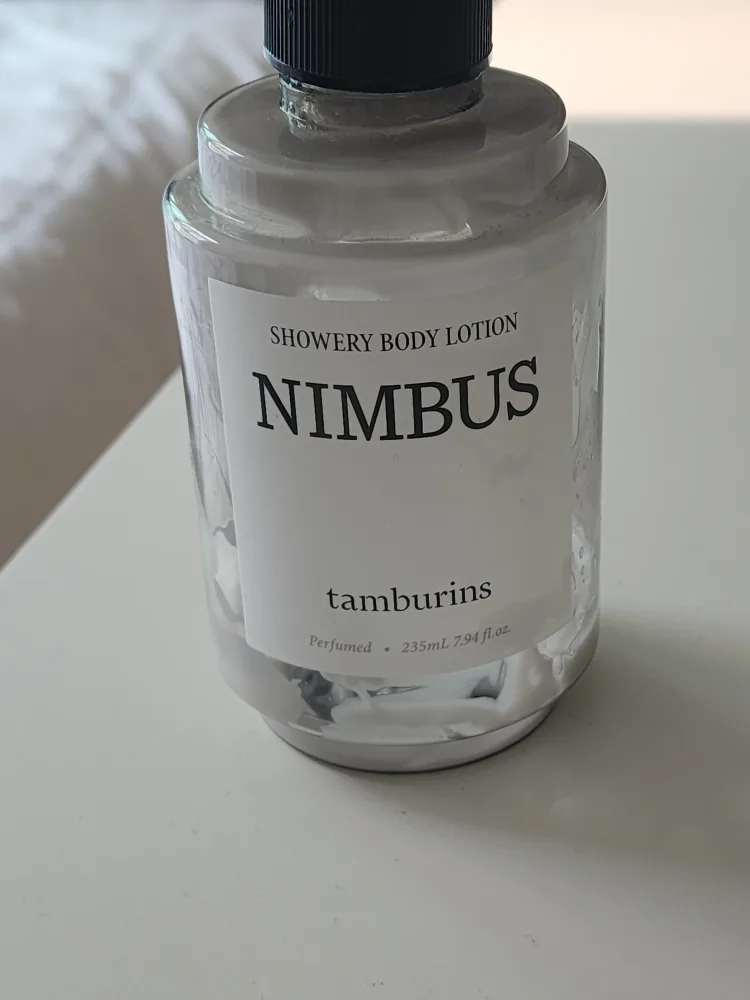 SHOWERY BODY LOTION
NIMBUS
tamburins
Perfumed • 235mL 7.94 fl.oz.